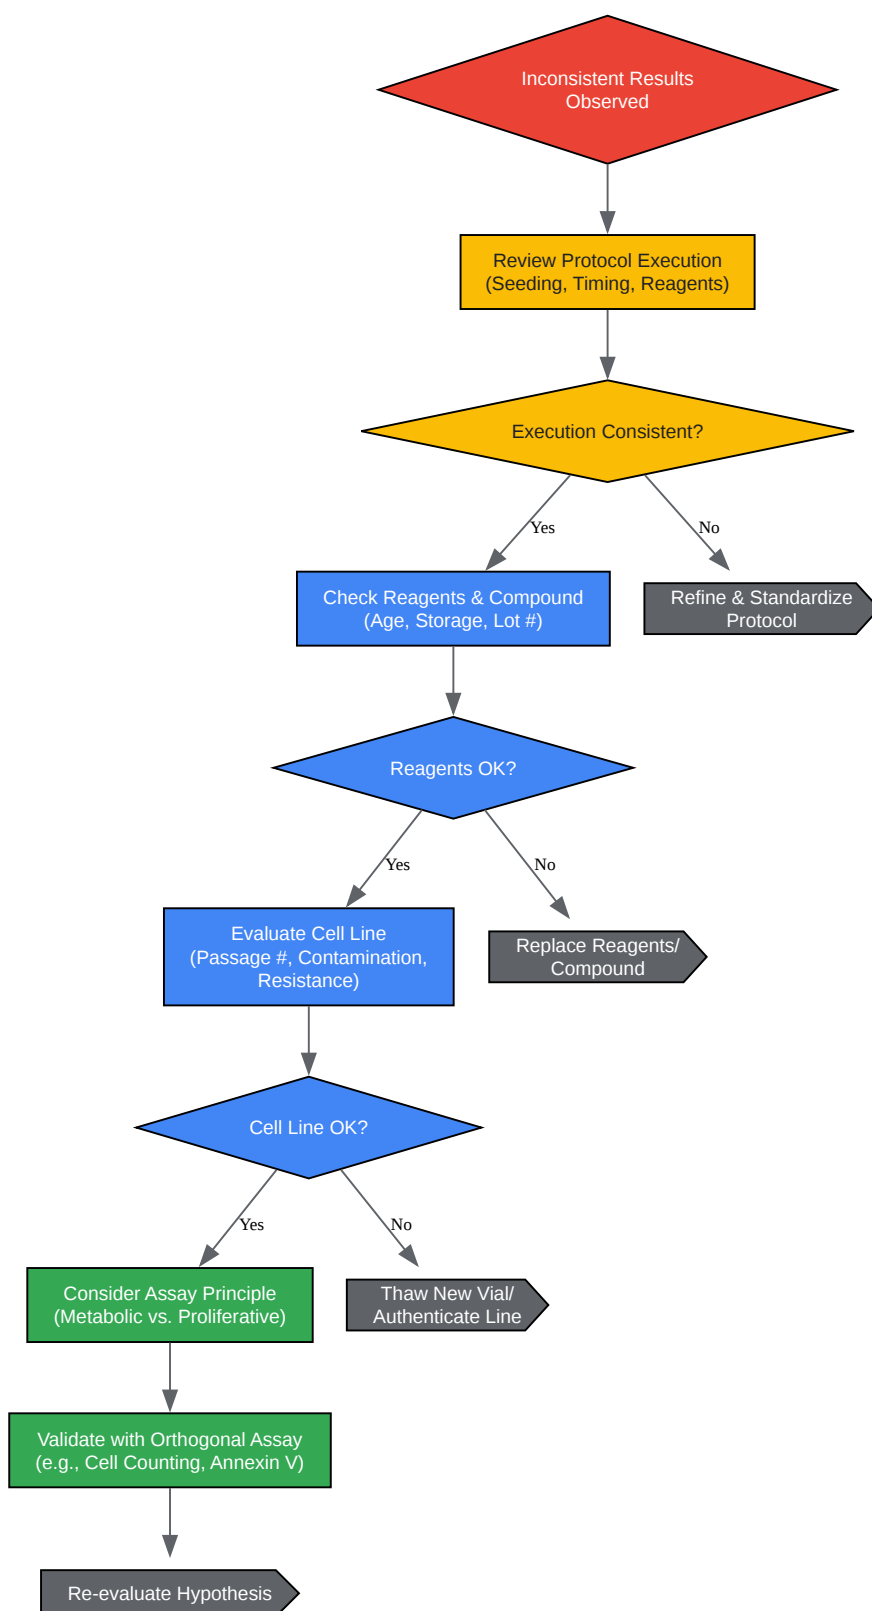 Inconsistent Results
Observed
Review Protocol Execution
(Seeding, Timing, Reagents)
Execution Consistent?
Yes
No
Check Reagents & Compound
(Age, Storage, Lot #)
Refine & Standardize
Protocol
Reagents OK?
Yes
No
Evaluate Cell Line
(Passage #, Contamination,
Resistance)
Replace Reagents/
Compound
Cell Line OK?
Yes
No
Consider Assay Principle
(Metabolic vs. Proliferative)
Thaw New Vial/
Authenticate Line
Validate with Orthogonal Assay
(e.g., Cell Counting, Annexin V)
Re-evaluate Hypothesis